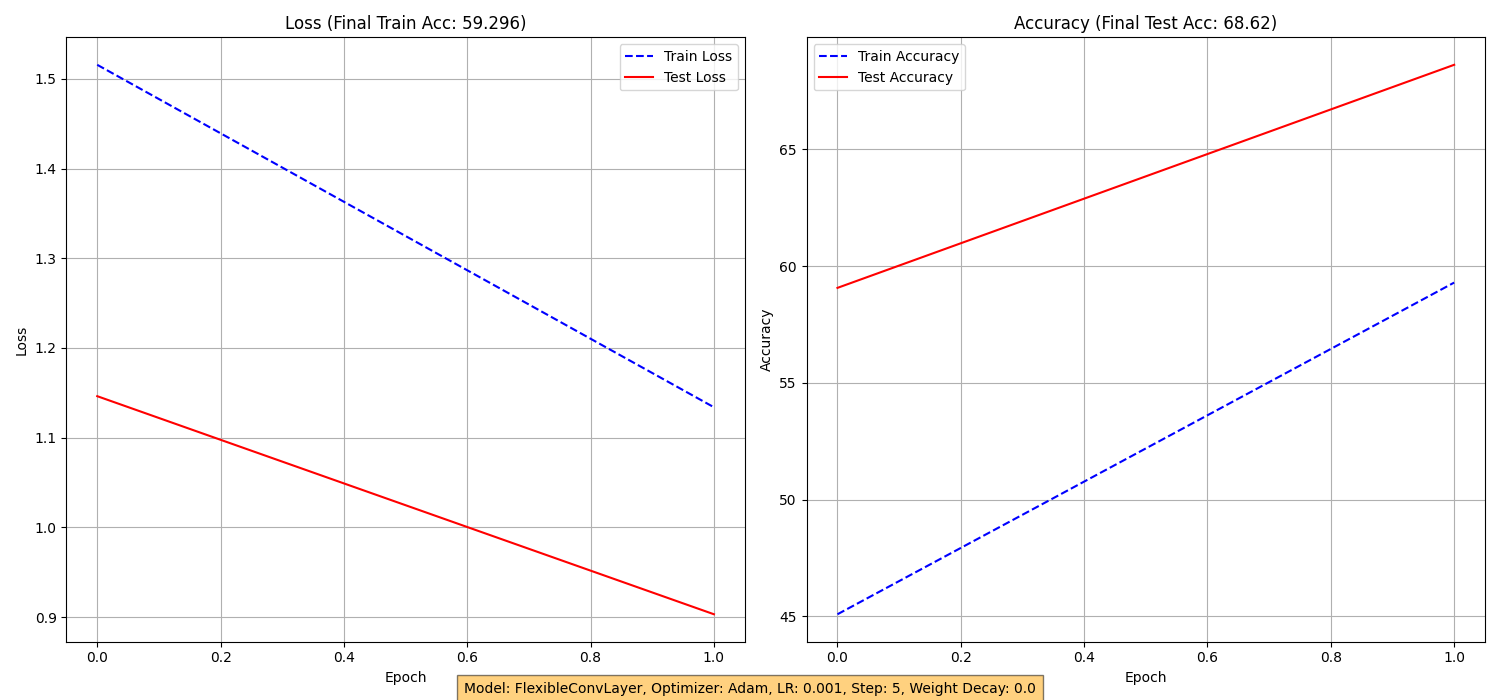 Loss (Final Train Acc: 59.296)
Train Loss
Test Loss
1.5
1.4
1.3
1.2
1.1
1.0
0.9
Loss
0.0 0.2 0.4 0.6 0.8 1.0
Epoch
Accuracy (Final Test Acc: 68.62)
Train Accuracy
Test Accuracy
65
60
55
50
45
Accuracy
0.0 0.2 0.4 0.6 0.8 1.0
Epoch
Model: FlexibleConvLayer, Optimizer: Adam, LR: 0.001, Step: 5, Weight Decay: 0.0